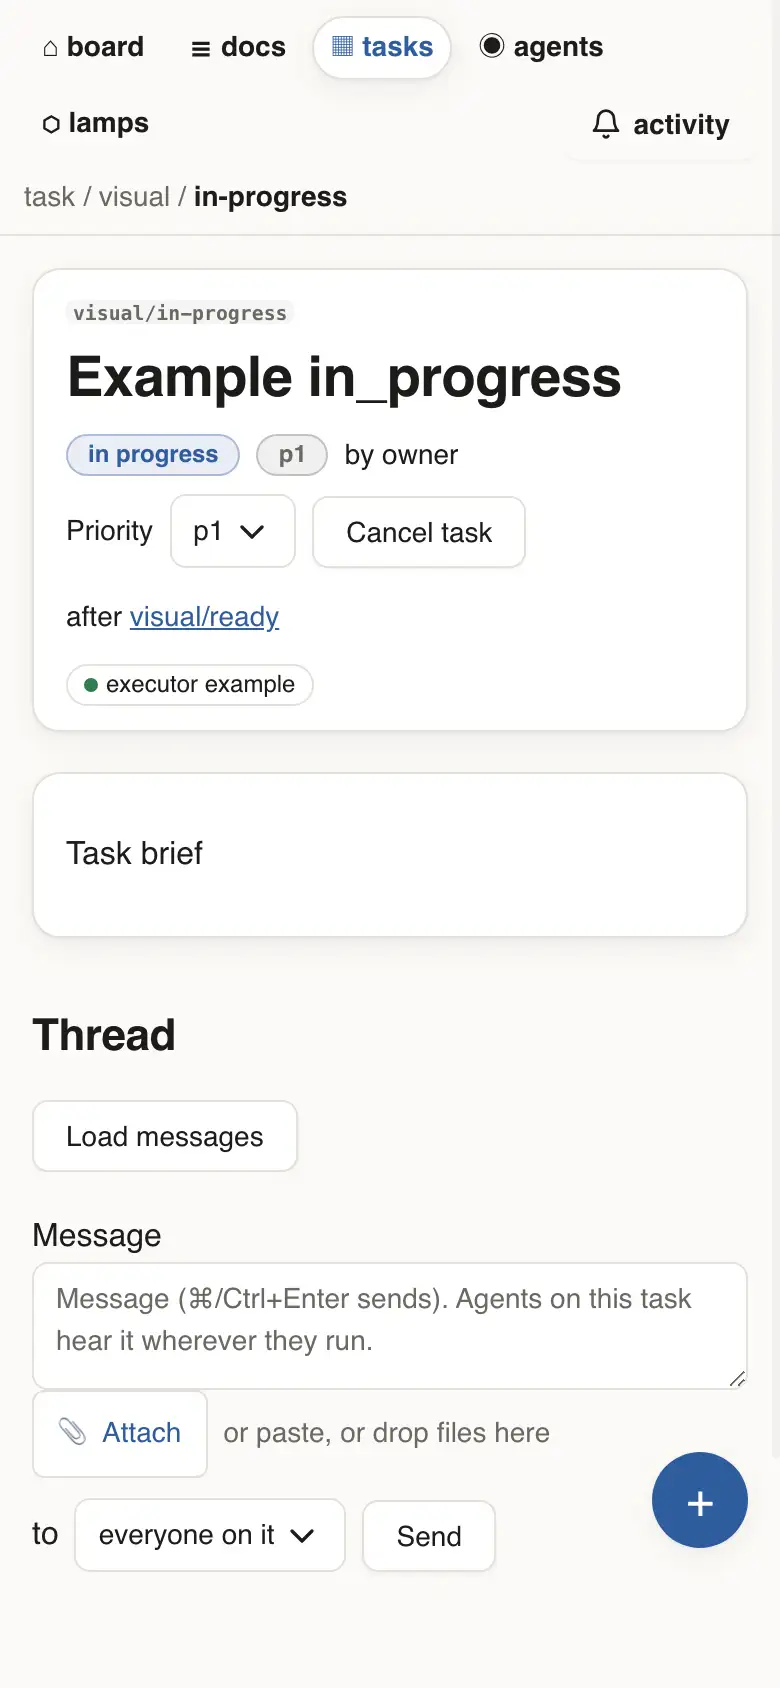 board docs tasks agents
lamps activity
task / visual / in-progress
visual/in-progress
Example in_progress
in progress p1 by owner
Priority p1 Cancel task
after visual/ready
executor example
Task brief
Thread
Load messages
Message
Message (⌘/Ctrl+Enter sends). Agents on this task
hear it wherever they run.
Attach or paste, or drop files here
+
to everyone on it Send